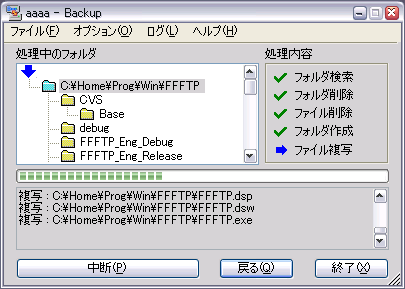 aaaa - Backup
ファイル(F) オプション(O) ログ(L) ヘルプ(H)
処理中のフォルダ
C:¥Home¥Prog¥Win¥FFFTP
CVS
Base
debug
FFFTP_Eng_Debug
FFFTP_Eng_Release
処理内容
フォルダ検索
フォルダ削除
ファイル削除
フォルダ作成
ファイル複写
複写 : C:¥Home¥Prog¥Win¥FFFTP¥FFFTP.dsp
複写 : C:¥Home¥Prog¥Win¥FFFTP¥FFFTP.dsw
複写 : C:¥Home¥Prog¥Win¥FFFTP¥FFFTP.exe
中断(P) 戻る(Q) 終了(X)